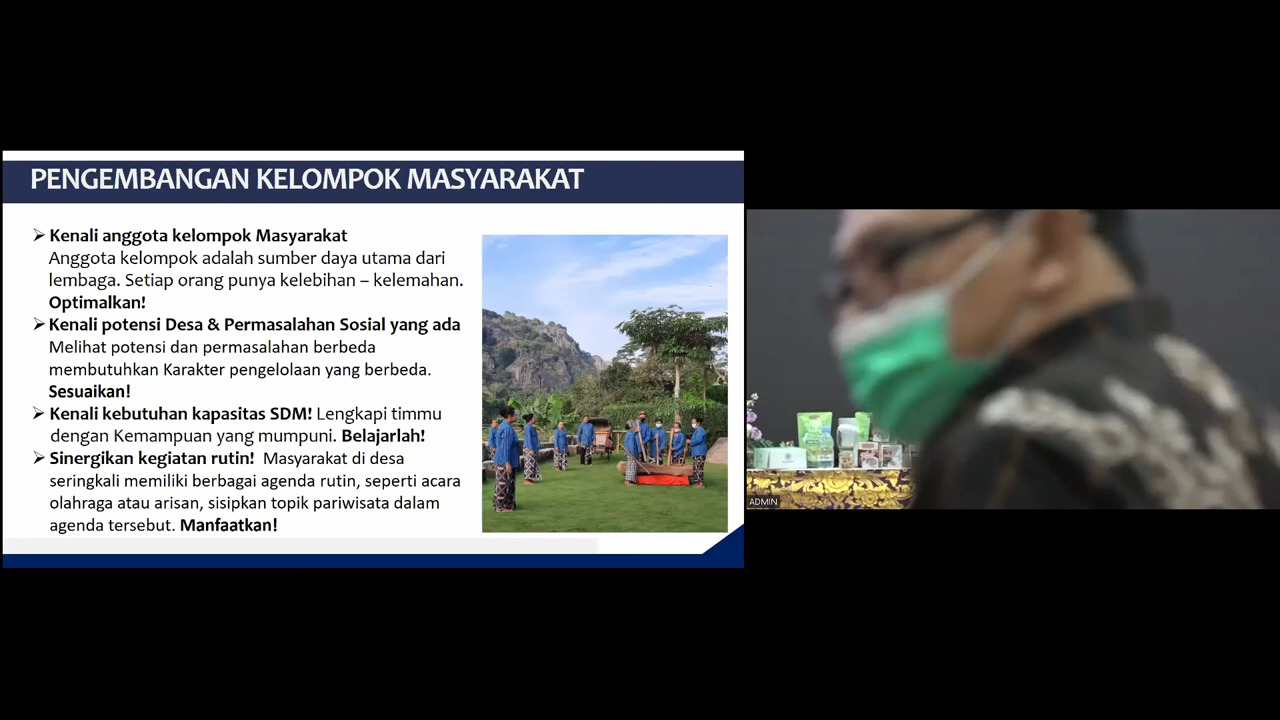 PENGEMBANGAN KELOMPOK MASYARAKAT
➢ Kenali anggota kelompok Masyarakat
Anggota kelompok adalah sumber daya utama dari
lembaga. Setiap orang punya kelebihan – kelemahan.
Optimalkan!
➢ Kenali potensi Desa & Permasalahan Sosial yang ada
Melihat potensi dan permasalahan berbeda
membutuhkan Karakter pengelolaan yang berbeda.
Sesuaikan!
➢ Kenali kebutuhan kapasitas SDM! Lengkapi timmu
dengan Kemampuan yang mumpuni. Belajarlah!
➢ Sinergikan kegiatan rutin! Masyarakat di desa
seringkali memiliki berbagai agenda rutin, seperti acara
olahraga atau arisan, sisipkan topik pariwisata dalam
agenda tersebut. Manfaatkan!
ADMIN